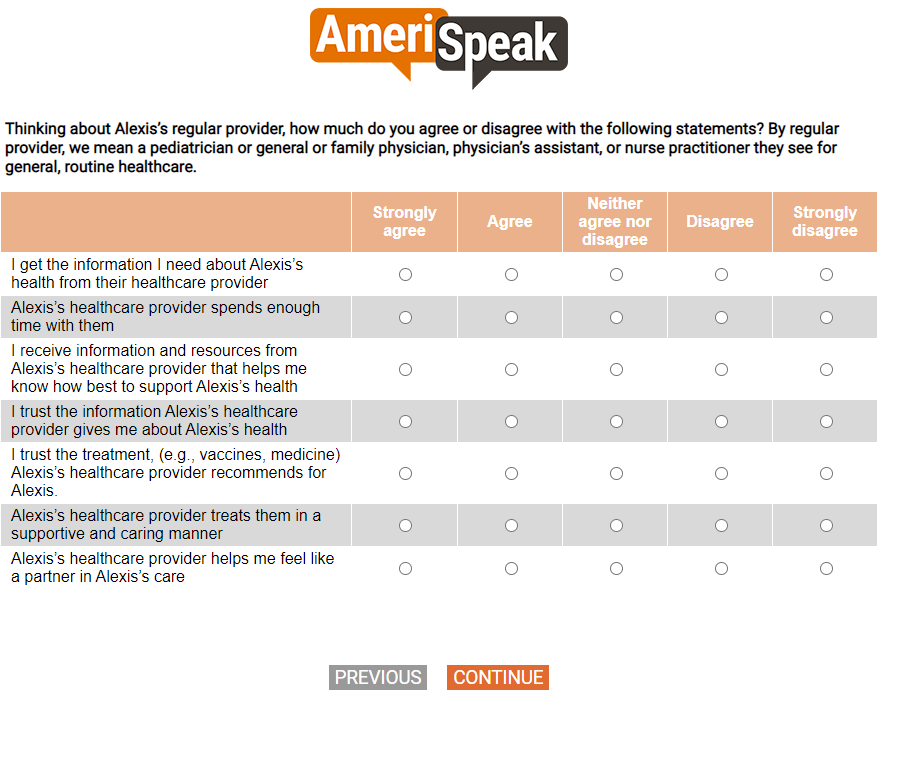 AmeriSpeak
Thinking about Alexis’s regular provider, how much do you agree or disagree with the following statements? By regular
provider, we mean a pediatrician or general or family physician, physician’s assistant, or nurse practitioner they see for
general, routine healthcare.
Strongly
agree
Agree
Neither
agree nor
disagree
Disagree
Strongly
disagree
I get the information I need about Alexis’s
health from their healthcare provider
Alexis’s healthcare provider spends enough
time with them
I receive information and resources from
Alexis’s healthcare provider that helps me
know how best to support Alexis’s health
I trust the information Alexis’s healthcare
provider gives me about Alexis’s health
I trust the treatment, (e.g., vaccines, medicine)
Alexis’s healthcare provider recommends for
Alexis.
Alexis’s healthcare provider treats them in a
supportive and caring manner
Alexis’s healthcare provider helps me feel like
a partner in Alexis’s care
PREVIOUS
CONTINUE